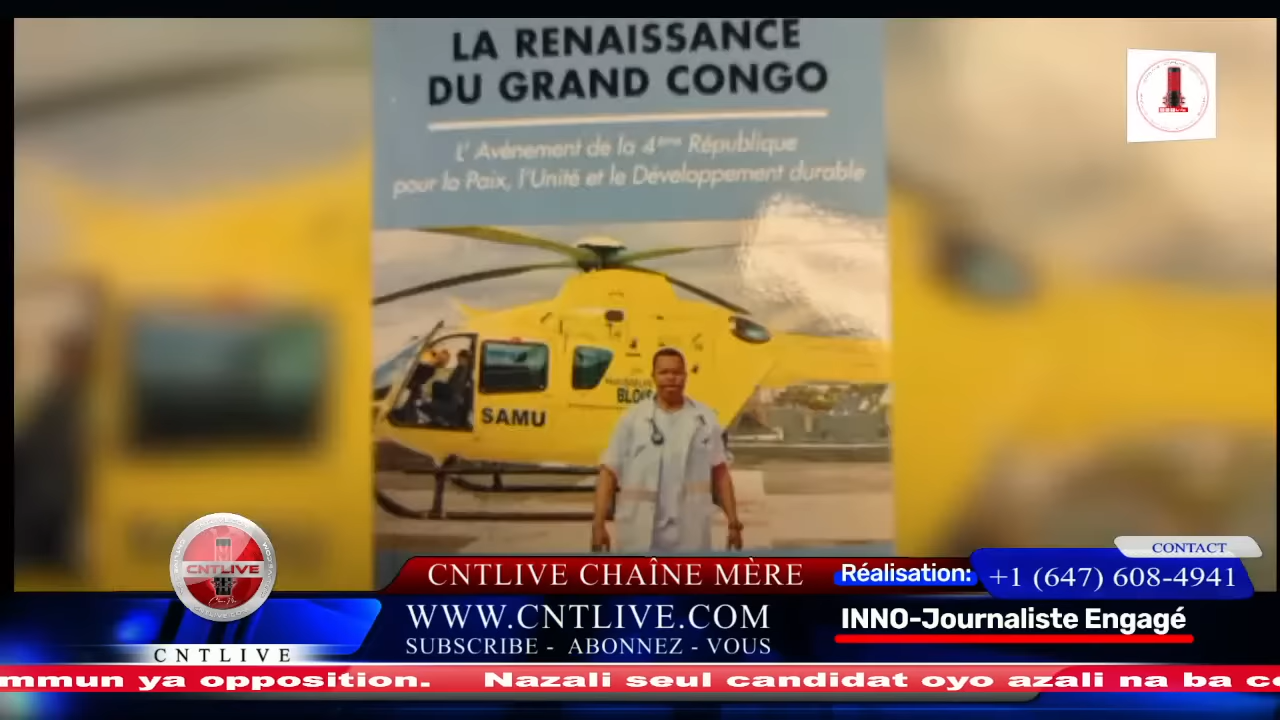 LA RENAISSANCE
DU GRAND CONGO
L' Avènement de la 4ème République
pour la Paix, l'Unité et le Développement durable
SAMU
CNTLIVE
CNTLIVE
CNTLIVE CHAÎNE MÈRE
WWW.CNTLIVE.COM
SUBSCRIBE - ABONNEZ - VOUS
Réalisation:
INNO-Journaliste Engagé
CONTACT
+1 (647) 608-4941
mmun ya opposition. Nazali seul candidat oyo azali na ba c